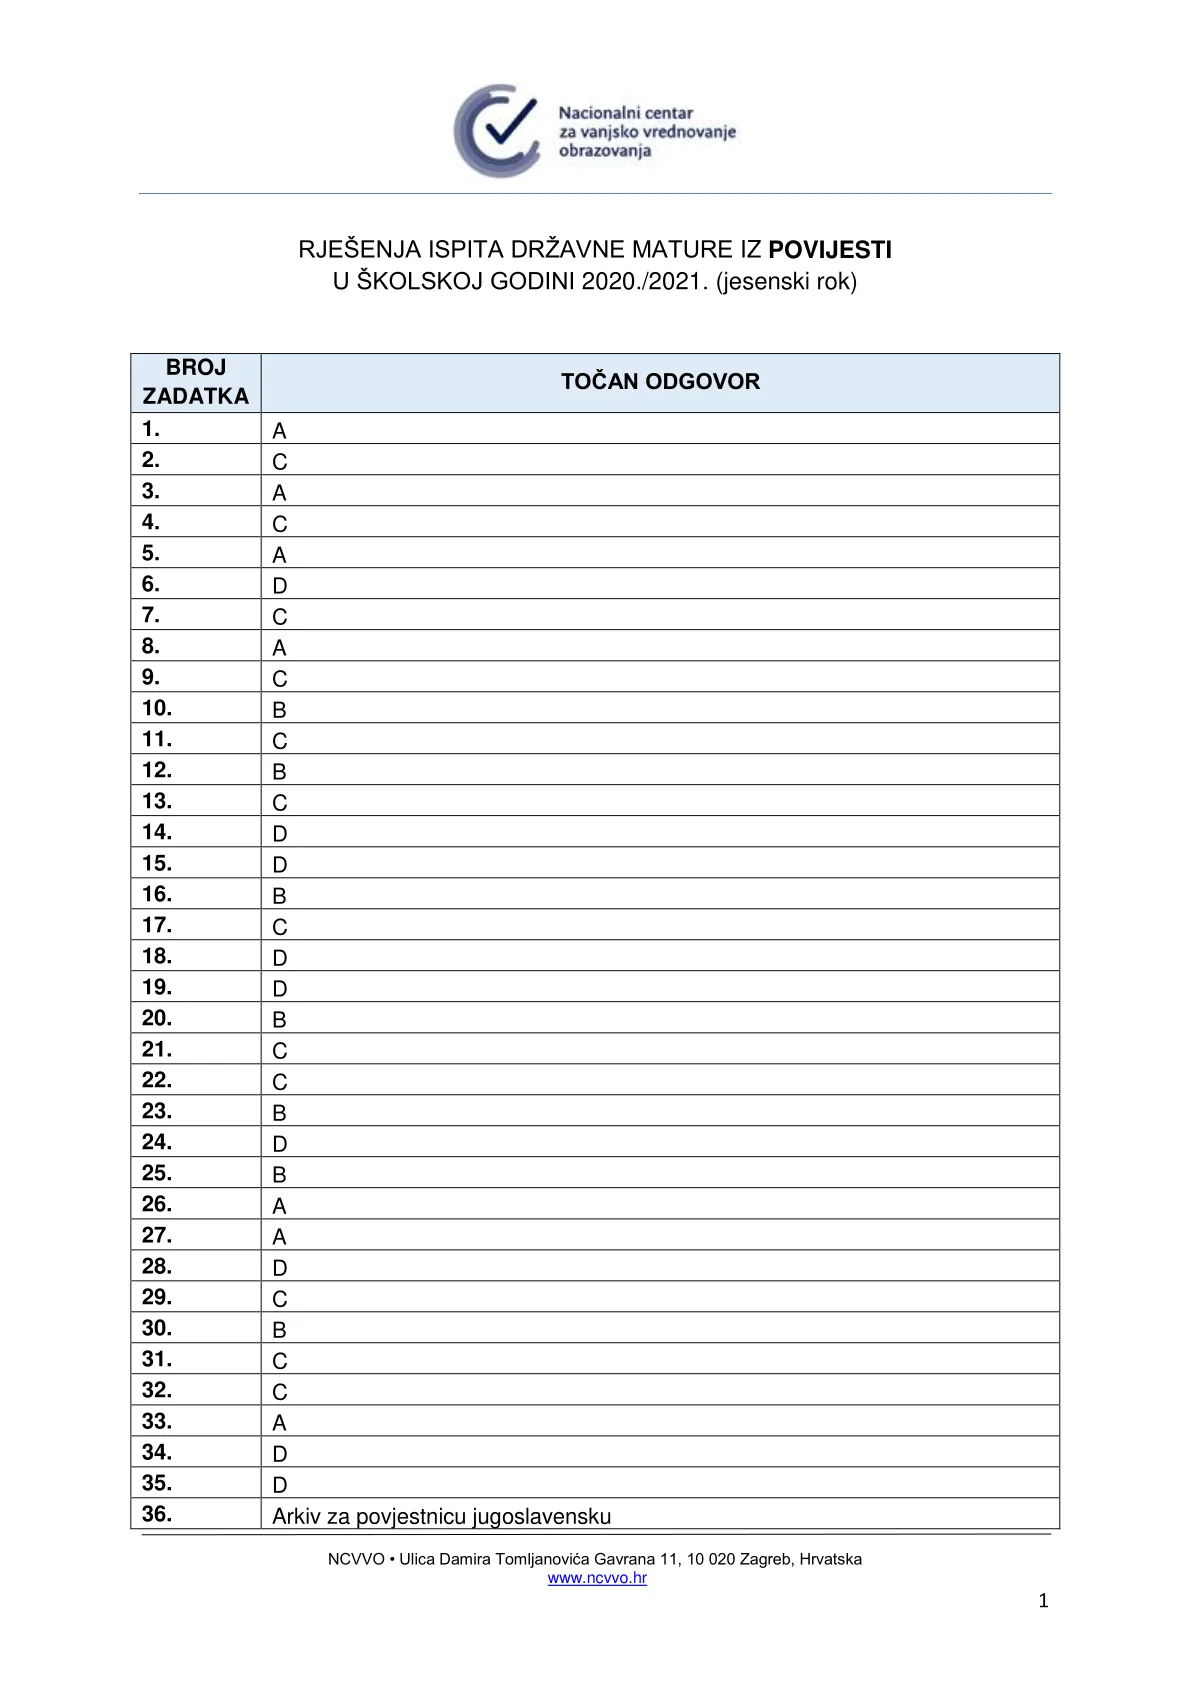 Nacionalni centar
za vanjsko vrednovanje
obrazovanja
RJEŠENJA ISPITA DRŽAVNE MATURE IZ POVIJESTI
U ŠKOLSKOJ GODINI 2020./2021. (jesenski rok)
BROJ
ZADATKA
TOČAN ODGOVOR
1. A
2. C
3. A
4. C
5. A
6. D
7. C
8. A
9. C
10. B
11. C
12. B
13. C
14. D
15. D
16. B
17. C
18. D
19. D
20. B
21. C
22. C
23. B
24. D
25. B
26. A
27. A
28. D
29. C
30. B
31. C
32. C
33. A
34. D
35. D
36. Arkiv za povjestnicu jugoslavensku
NCVVO • Ulica Damira Tomljanovića Gavrana 11, 10 020 Zagreb, Hrvatska
www.ncvvo.hr
1